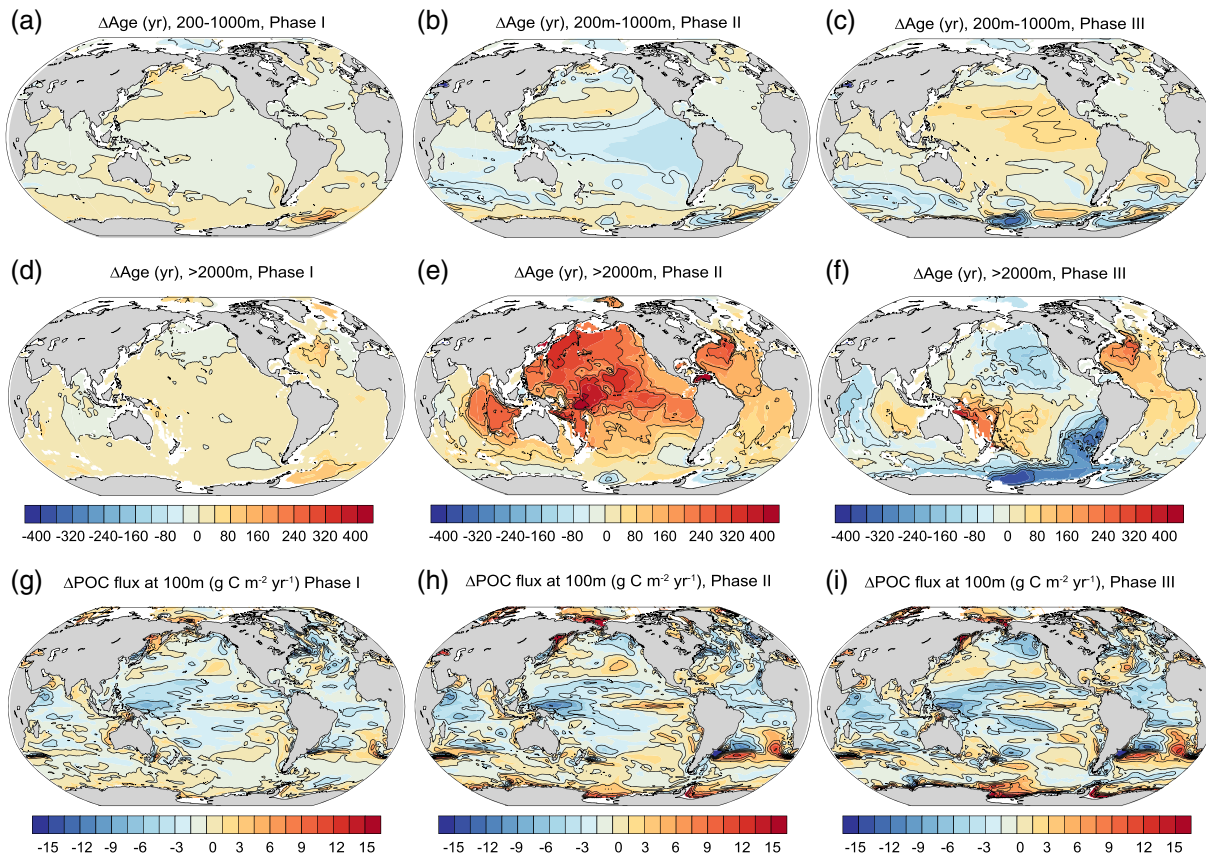 (a) ΔAge (yr), 200-1000m, Phase I
(b) ΔAge (yr), 200m-1000m, Phase II
(c) ΔAge (yr), 200m-1000m, Phase III
(d) ΔAge (yr), >2000m, Phase I
(e) ΔAge (yr), >2000m, Phase II
(f) ΔAge (yr), >2000m, Phase III
-400 -320 -240 -160 -80 0 80 160 240 320 400
-400 -320 -240 -160 -80 0 80 160 240 320 400
-400 -320 -240 -160 -80 0 80 160 240 320 400
(g) ΔPOC flux at 100m (g C m⁻² yr⁻¹) Phase I
(h) ΔPOC flux at 100m (g C m⁻² yr⁻¹), Phase II
(i) ΔPOC flux at 100m (g C m⁻² yr⁻¹), Phase III
-15 -12 -9 -6 -3 0 3 6 9 12 15
-15 -12 -9 -6 -3 0 3 6 9 12 15
-15 -12 -9 -6 -3 0 3 6 9 12 15